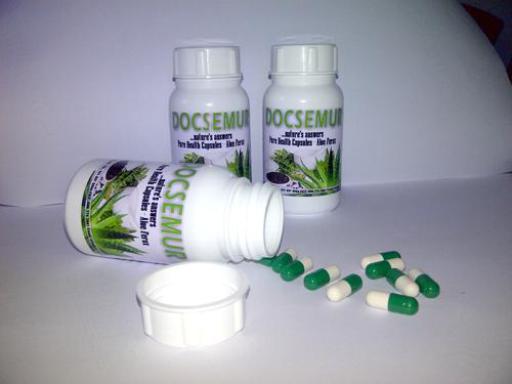 DOCSEMUR
...nature's answers
Pure Health Capsules Aloe Ferox
DOCSEMUR
...nature's answers
Pure Health Capsules Aloe Ferox
DOCSEMUR
...nature's answers
Health Capsules - Aloe Ferox